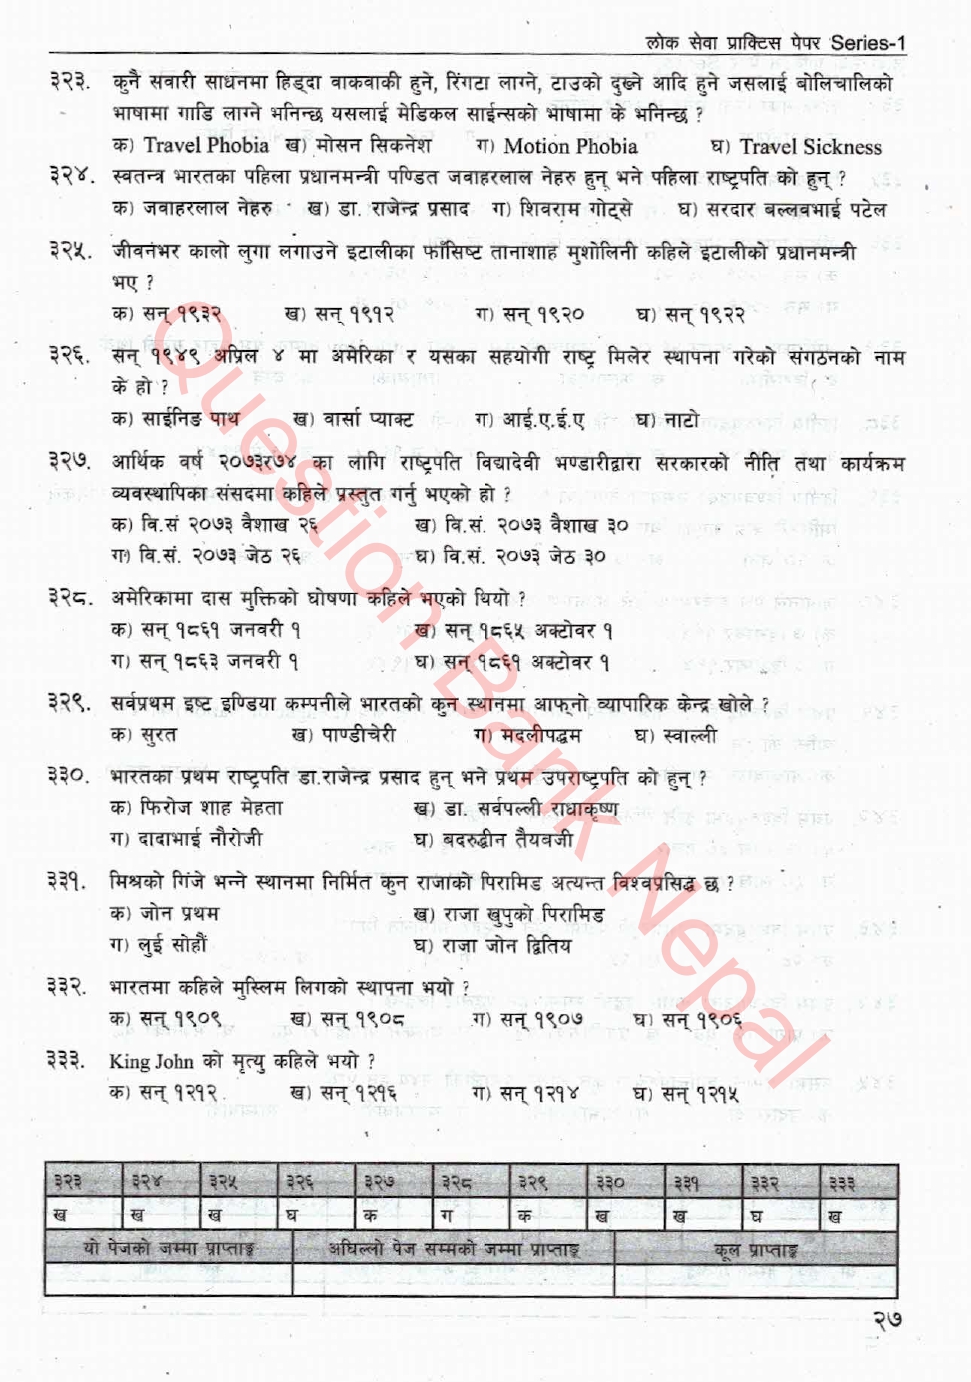 लोक सेवा प्राक्टिस पेपर Series-1
३२३. कुनै सवारी साधनमा हिड्दा वाकवाकी हुने, रिंगटा लाग्ने, टाउको दुख्ने आदि हुने जसलाई बोलिचालिको
भाषामा गाडि लाग्ने भनिन्छ यसलाई मेडिकल साईन्सको भाषामा के भनिन्छ ?
क) Travel Phobia ख) मोसन सिकनेश ग) Motion Phobia घ) Travel Sickness
३२४. स्वतन्त्र भारतका पहिला प्रधानमन्त्री पण्डित जवाहरलाल नेहरु हुन् भने पहिला राष्ट्रपति को हुन् ?
क) जवाहरलाल नेहरु ख) डा. राजेन्द्र प्रसाद ग) शिवराम गोट्से घ) सरदार बल्लवभाई पटेल
३२५. जीवनभर कालो लुगा लगाउने इटालीका फाँसिष्ट तानाशाह मुशोलिनी कहिले इटालीको प्रधानमन्त्री
भए ?
क) सन् १९३२ ख) सन् १९१२ ग) सन् १९२० घ) सन् १९२२
३२६. सन् १९४९ अप्रिल ४ मा अमेरिका र यसका सहयोगी राष्ट्र मिलेर स्थापना गरेको संगठनको नाम
के हो ?
क) साईनिङ पाथ ख) वार्सा प्याक्ट ग) आई.ए.ई.ए घ) नाटो
३२७. आर्थिक वर्ष २०७३र७४ का लागि राष्ट्रपति विद्यादेवी भण्डारीद्वारा सरकारको नीति तथा कार्यक्रम
व्यवस्थापिका संसदमा कहिले प्रस्तुत गर्नु भएको हो ?
क) वि.सं २०७३ वैशाख २६ ख) वि.सं. २०७३ वैशाख ३०
ग) वि.सं. २०७३ जेठ २६ घ) वि.सं. २०७३ जेठ ३०
३२८. अमेरिकामा दास मुक्तिको घोषणा कहिले भएको थियो ?
क) सन् १८६१ जनवरी १ ख) सन् १८६५ अक्टोवर १
ग) सन् १८६३ जनवरी १ घ) सन् १८६१ अक्टोवर १
३२९. सर्वप्रथम इष्ट इण्डिया कम्पनीले भारतको कुन स्थानमा आफ्नो व्यापारिक केन्द्र खोले ?
क) सुरत ख) पाण्डीचेरी ग) मदलीपद्धम घ) स्वाल्ली
३३०. भारतका प्रथम राष्ट्रपति डा.राजेन्द्र प्रसाद हुन् भने प्रथम उपराष्ट्रपति को हुन् ?
क) फिरोज शाह मेहता ख) डा. सर्वपल्ली राधाकृष्ण
ग) दादाभाई नौरोजी घ) बदरुद्धीन तैयवजी
३३१. मिश्रको गिंजे भन्ने स्थानमा निर्मित कुन राजाको पिरामिड अत्यन्त विश्वप्रसिद्ध छ ?
क) जोन प्रथम ख) राजा खुपुको पिरामिड
ग) लुई सोह्रौं घ) राजा जोन द्वितिय
३३२. भारतमा कहिले मुस्लिम लिगको स्थापना भयो ?
क) सन् १९०९ ख) सन् १९०८ ग) सन् १९०७ घ) सन् १९०६
३३३. King John को मृत्यु कहिले भयो ?
क) सन् १२१२ ख) सन् १२१६ ग) सन् १२१४ घ) सन् १२१५
३२३ ३२४ ३२५ ३२६ ३२७ ३२८ ३२९ ३३० ३३१ ३३२ ३३३
ख ख ख घ क ग क ख ख घ ख
यो पेजको जम्मा प्राप्ताङ्क अघिल्लो पेज सम्मको जम्मा प्राप्ताङ्क कूल प्राप्ताङ्क
२७
Question Bank Nepal